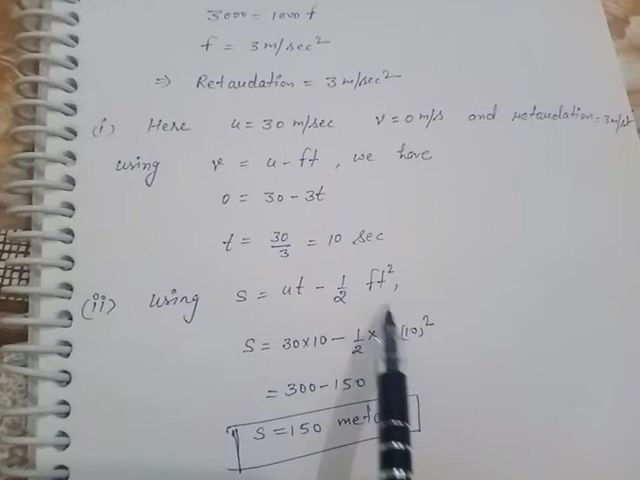 3000 = 1000 f
f = 3 m/sec²
⇒ Retardation = 3 m/sec²
(i) Here u = 30 m/sec v = 0 m/s and retardation = 3 m/s²
using v = u - ft, we have
0 = 30 - 3t
t = 30/3 = 10 sec
(ii) using s = ut - 1/2 ft²,
S = 30×10 - 1/2 × (10)²
= 300 - 150
S = 150